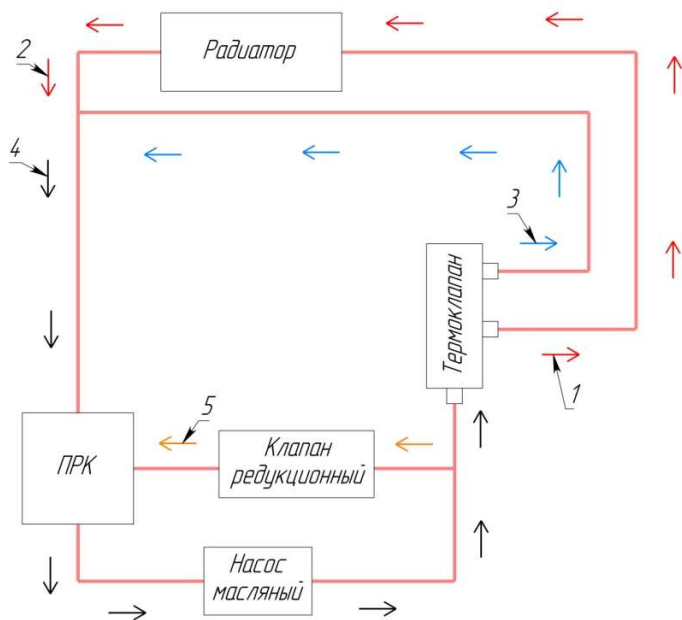 Радиатор
2
4
3
Термоклапан
1
5
ПРК
Клапан
редукционный
Насос
масляный